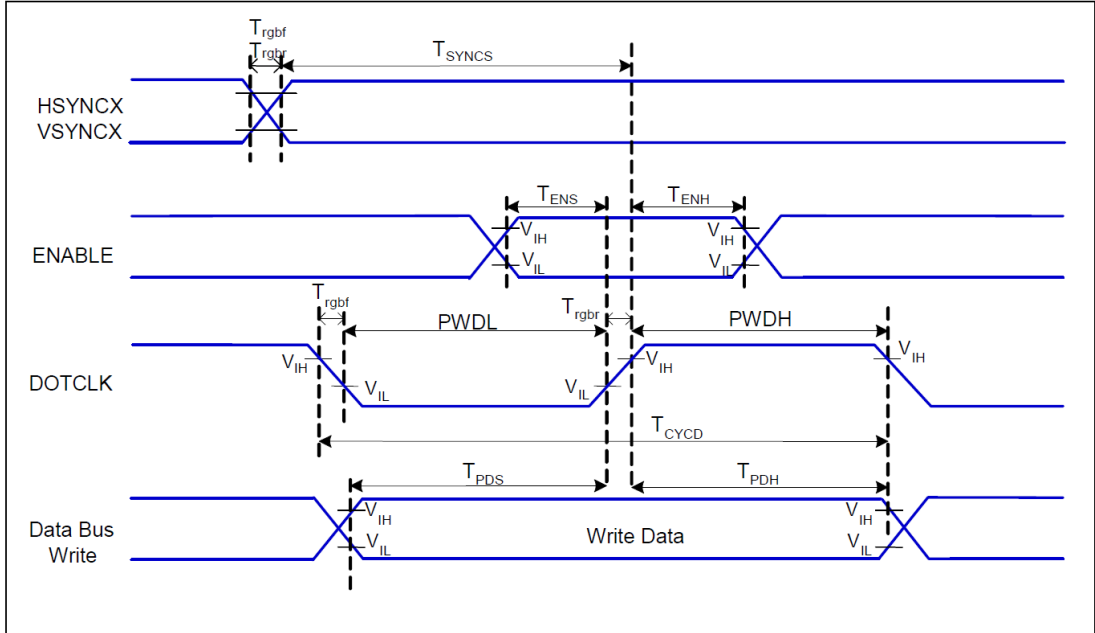 Trgbf
Trgbr
TSYNCS
HSYNCX
VSYNCX
TENS
TENH
VIH
VIH
ENABLE
VIL
VIL
Trgbf
PWDL
Trgbr
PWDH
VIH
VIH
VIH
DOTCLK
VIL
VIL
TCYCD
TPDS
TPDH
VIH
VIH
Data Bus
Write
Write Data
VIL
VIL